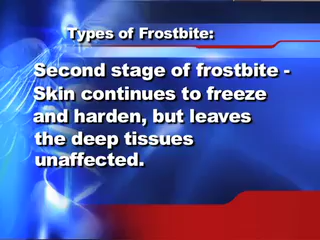 Types of Frostbite:
Second stage of frostbite -
Skin continues to freeze
and harden, but leaves
the deep tissues
unaffected.